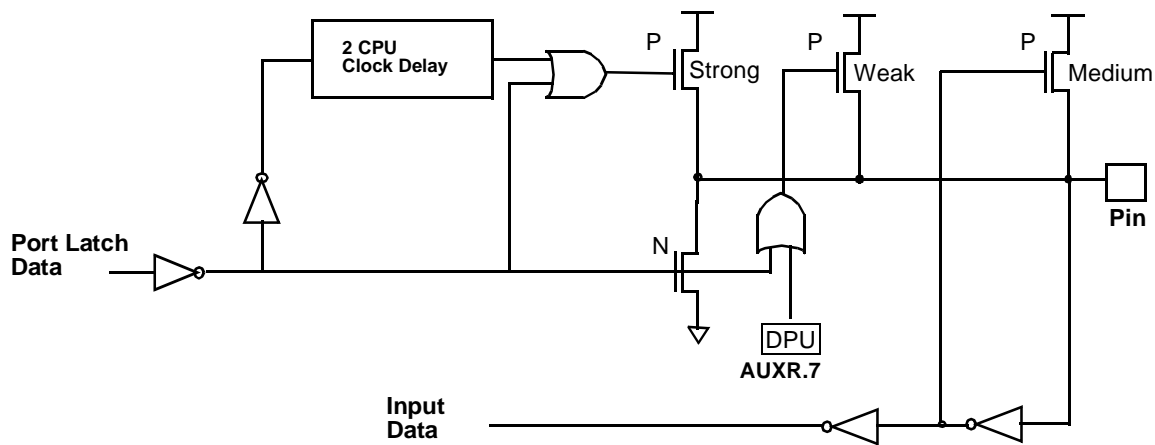 2 CPU
Clock Delay
P
Strong
P
Weak
P
Medium
Pin
Port Latch
Data
N
DPU
AUXR.7
Input
Data